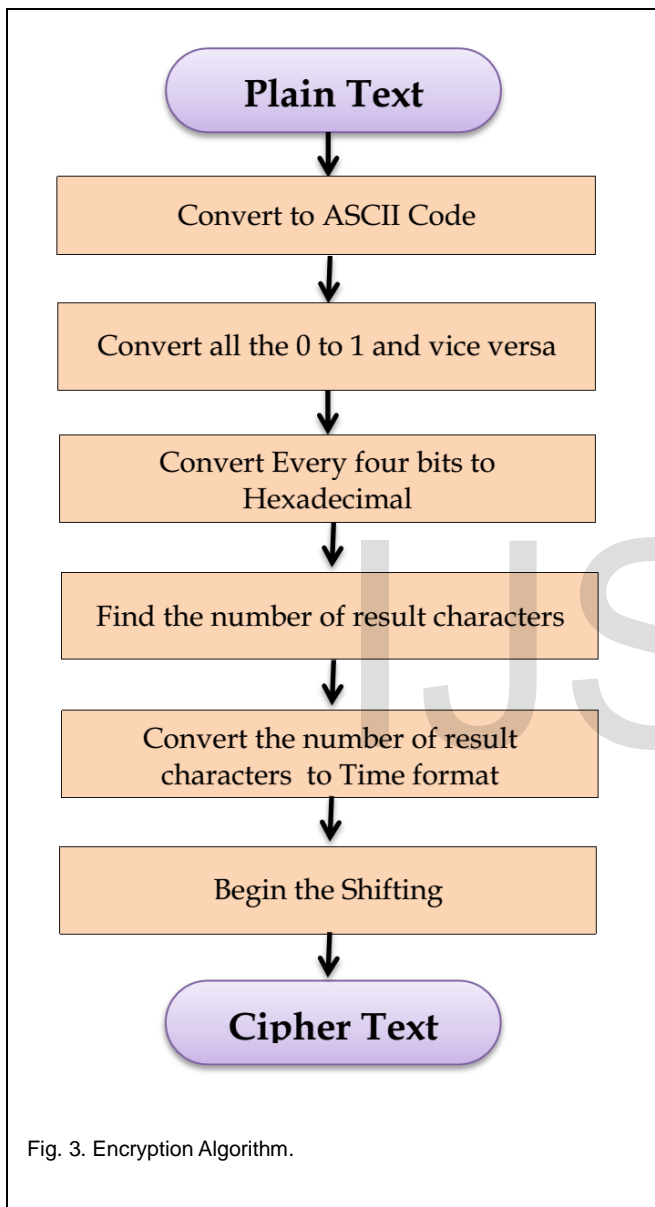 Plain Text
Convert to ASCII Code
Convert all the 0 to 1 and vice versa
Convert Every four bits to
Hexadecimal
Find the number of result characters
Convert the number of result
characters to Time format
Begin the Shifting
Cipher Text
IJS
Fig. 3. Encryption Algorithm.